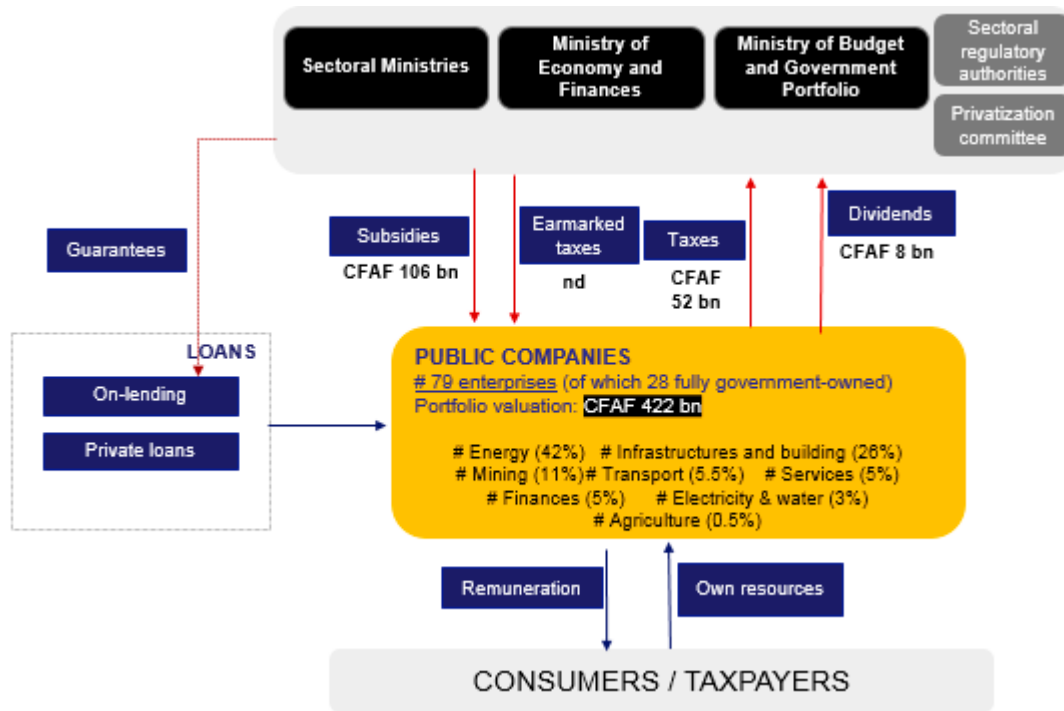 Sectoral Ministries
Ministry of
Economy and
Finances
Ministry of Budget
and Government
Portfolio
Sectoral
regulatory
authorities
Privatization
committee
Guarantees
Subsidies
CFAF 106 bn
Earmarked
taxes
nd
Taxes
CFAF
52 bn
Dividends
CFAF 8 bn
LOANS
On-lending
Private loans
PUBLIC COMPANIES
# 79 enterprises (of which 28 fully government-owned)
Portfolio valuation: CFAF 422 bn
# Energy (42%) # Infrastructures and building (26%)
# Mining (11%)# Transport (5.5%) # Services (5%)
# Finances (5%) # Electricity & water (3%)
# Agriculture (0.5%)
Remuneration
Own resources
CONSUMERS / TAXPAYERS